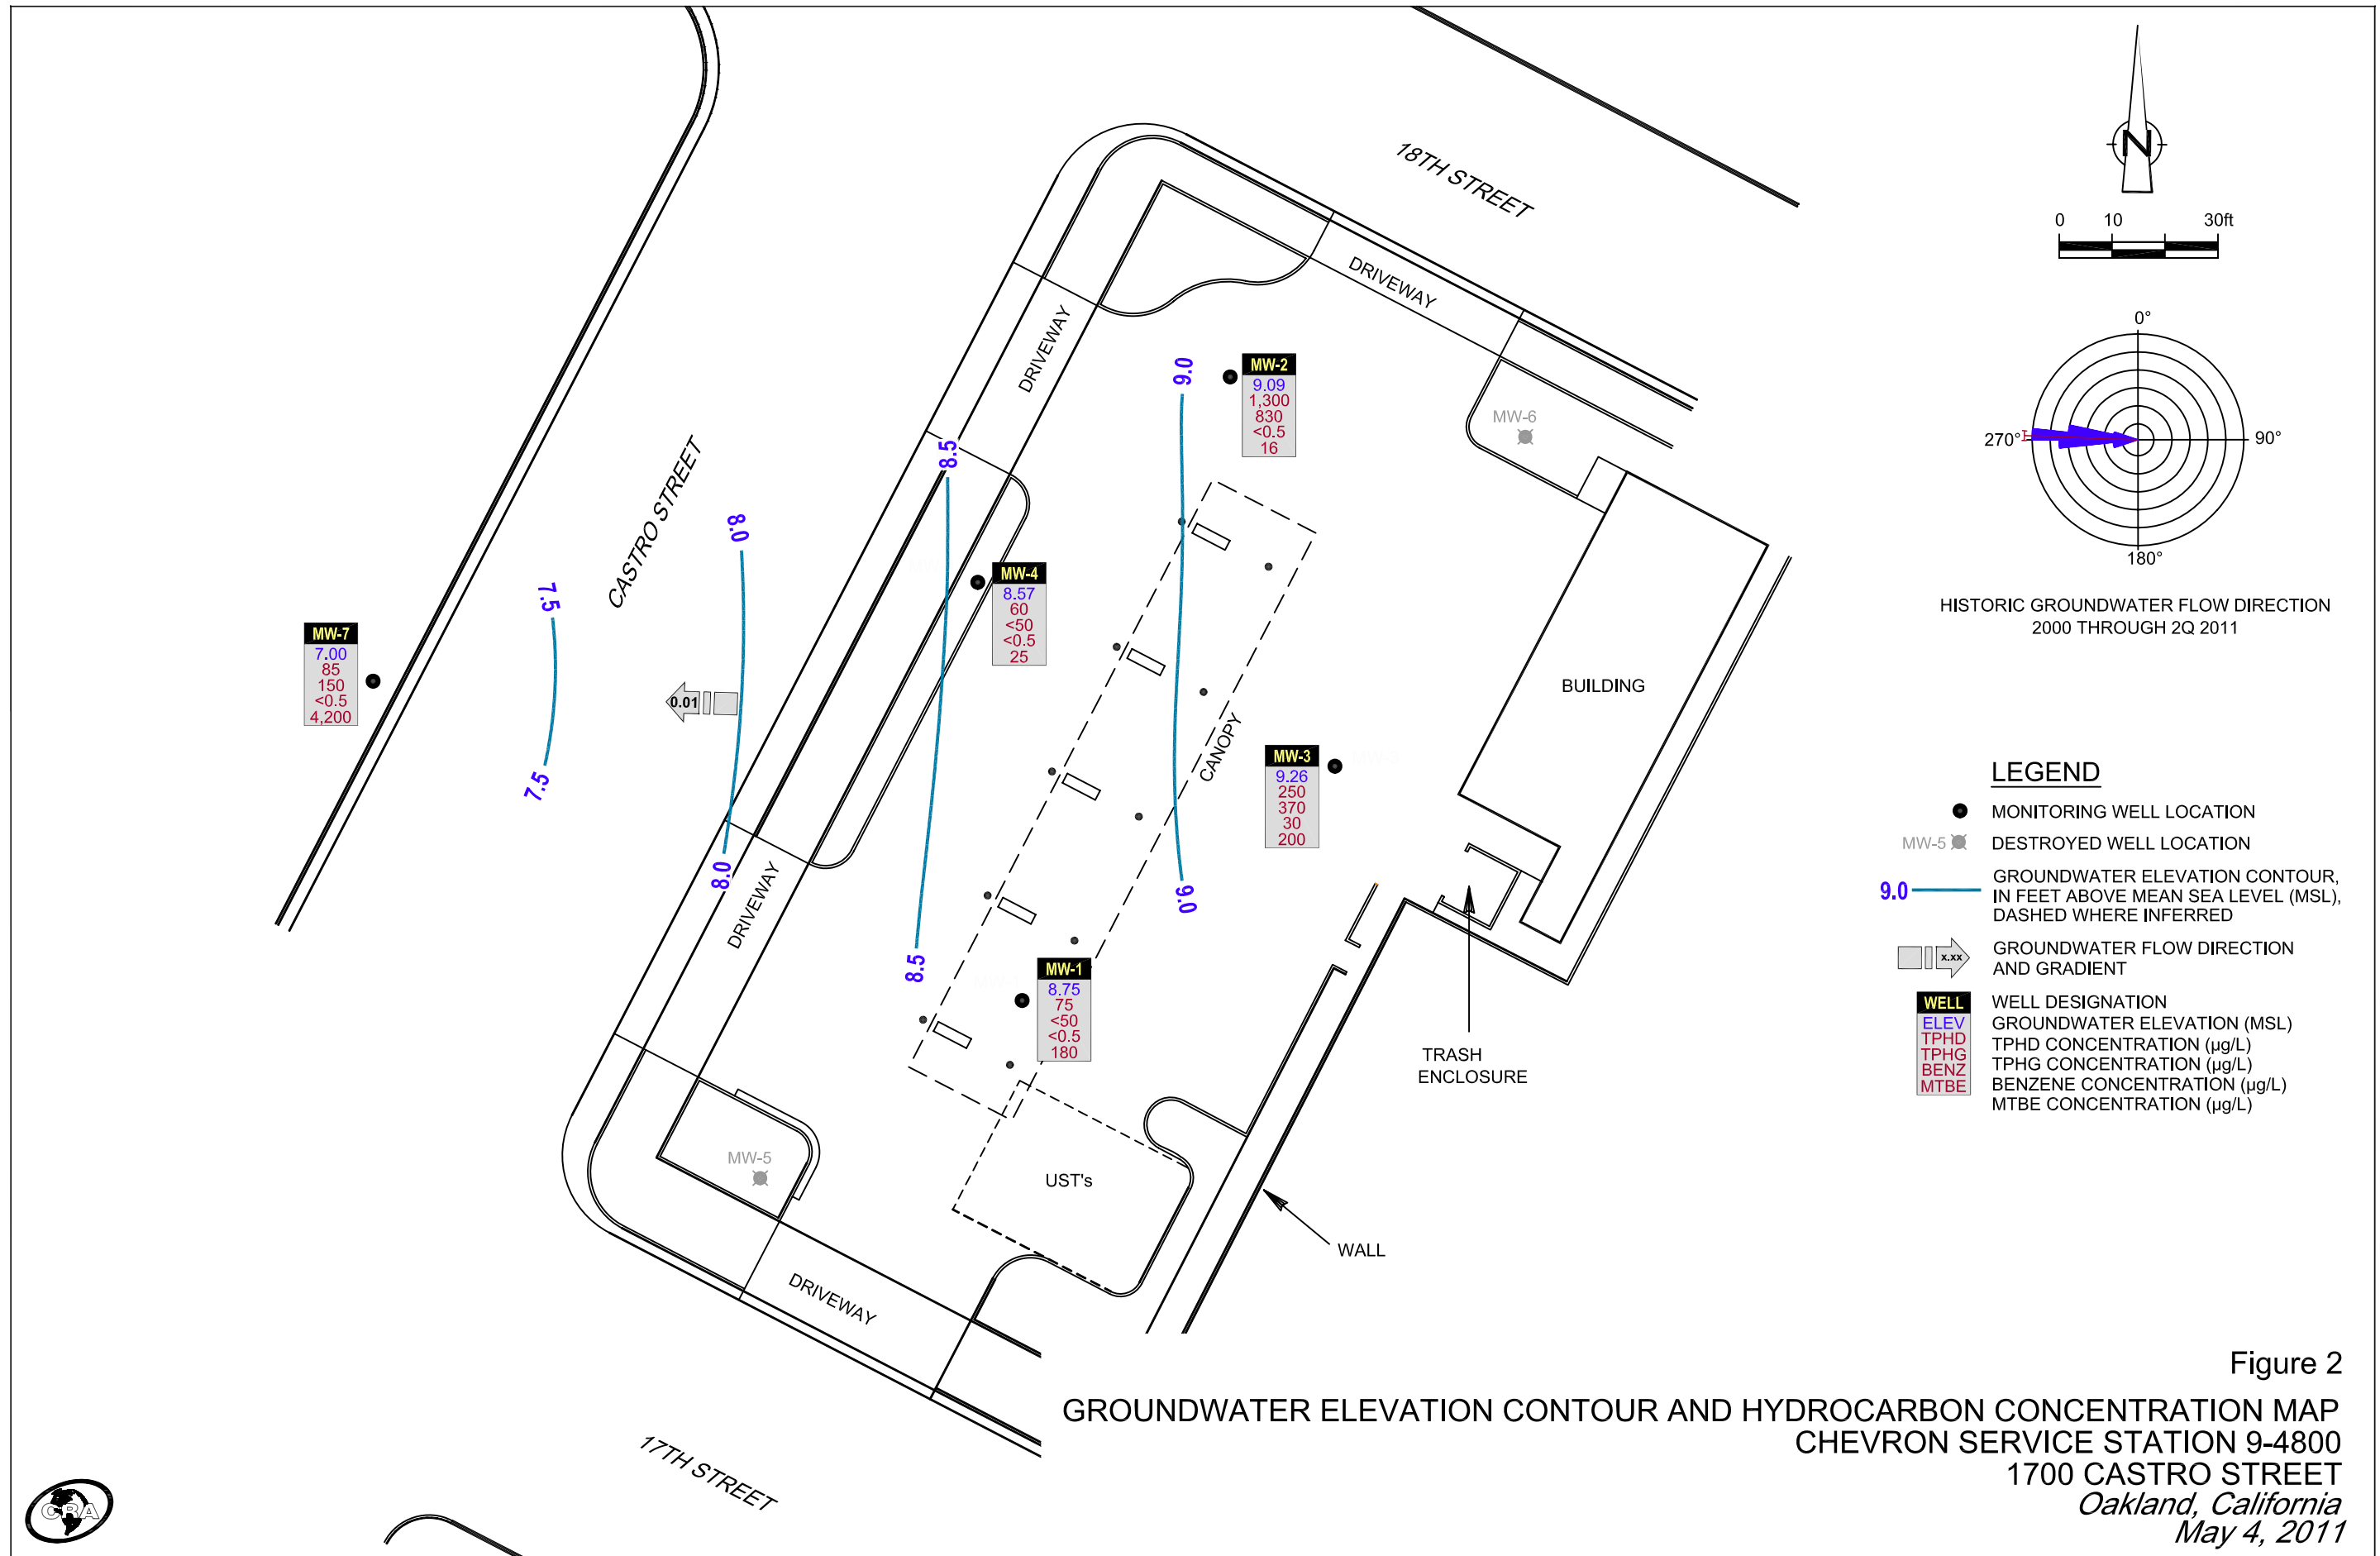 18TH STREET
DRIVEWAY
DRIVEWAY
CASTRO STREET
9.0
8.5
8.0
7.5
MW-2
9.09
1,300
830
<0.5
16
MW-6
MW-4
8.57
60
<50
<0.5
25
MW-7
7.00
85
150
<0.5
4,200
0.01
BUILDING
CANOPY
MW-3
9.26
250
370
30
200
7.5
8.0
9.0
8.5
DRIVEWAY
MW-1
8.75
75
<50
<0.5
180
TRASH
ENCLOSURE
MW-5
UST's
WALL
DRIVEWAY
17TH STREET
N
0 10 30ft
0°
270° 90°
180°
HISTORIC GROUNDWATER FLOW DIRECTION
2000 THROUGH 2Q 2011
LEGEND
MONITORING WELL LOCATION
MW-5 DESTROYED WELL LOCATION
9.0 GROUNDWATER ELEVATION CONTOUR,
IN FEET ABOVE MEAN SEA LEVEL (MSL),
DASHED WHERE INFERRED
x.xx GROUNDWATER FLOW DIRECTION
AND GRADIENT
WELL WELL DESIGNATION
ELEV GROUNDWATER ELEVATION (MSL)
TPHD TPHD CONCENTRATION (µg/L)
TPHG TPHG CONCENTRATION (µg/L)
BENZ BENZENE CONCENTRATION (µg/L)
MTBE MTBE CONCENTRATION (µg/L)
Figure 2
GROUNDWATER ELEVATION CONTOUR AND HYDROCARBON CONCENTRATION MAP
CHEVRON SERVICE STATION 9-4800
1700 CASTRO STREET
Oakland, California
May 4, 2011
CRA